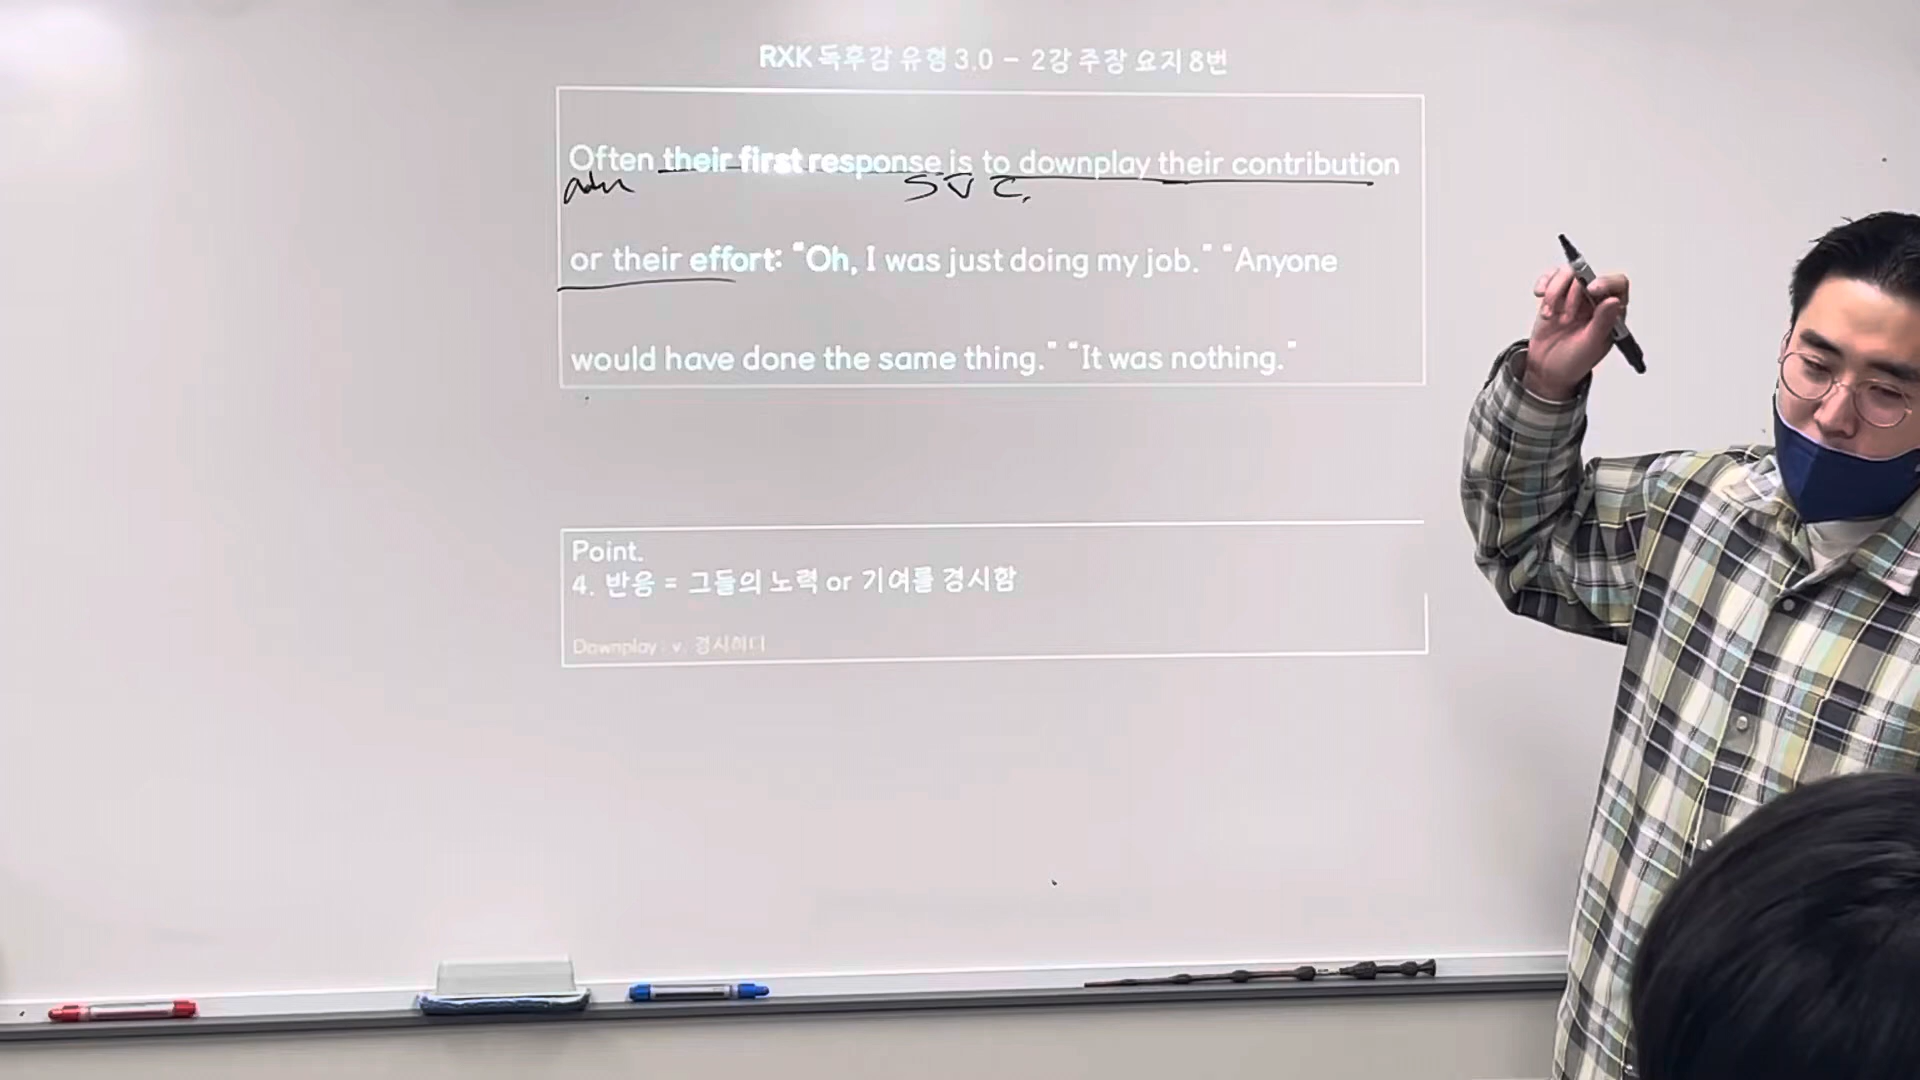 RXK 독후감 유형 3.0 - 2강 주장 요지 8번
Often their first response is to downplay their contribution
adv
S V C.
or their effort: “Oh, I was just doing my job.” “Anyone
would have done the same thing.” “It was nothing.”
Point.
4. 반응 = 그들의 노력 or 기여를 경시함
Downplay : v. 경시하다